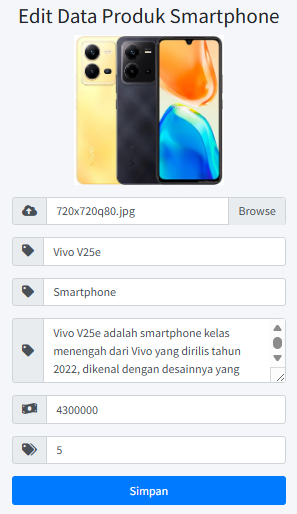 Edit Data Produk Smartphone
720x720q80.jpg
Browse
Vivo V25e
Smartphone
Vivo V25e adalah smartphone kelas
menengah dari Vivo yang dirilis tahun
2022, dikenal dengan desainnya yang
4300000
5
Simpan